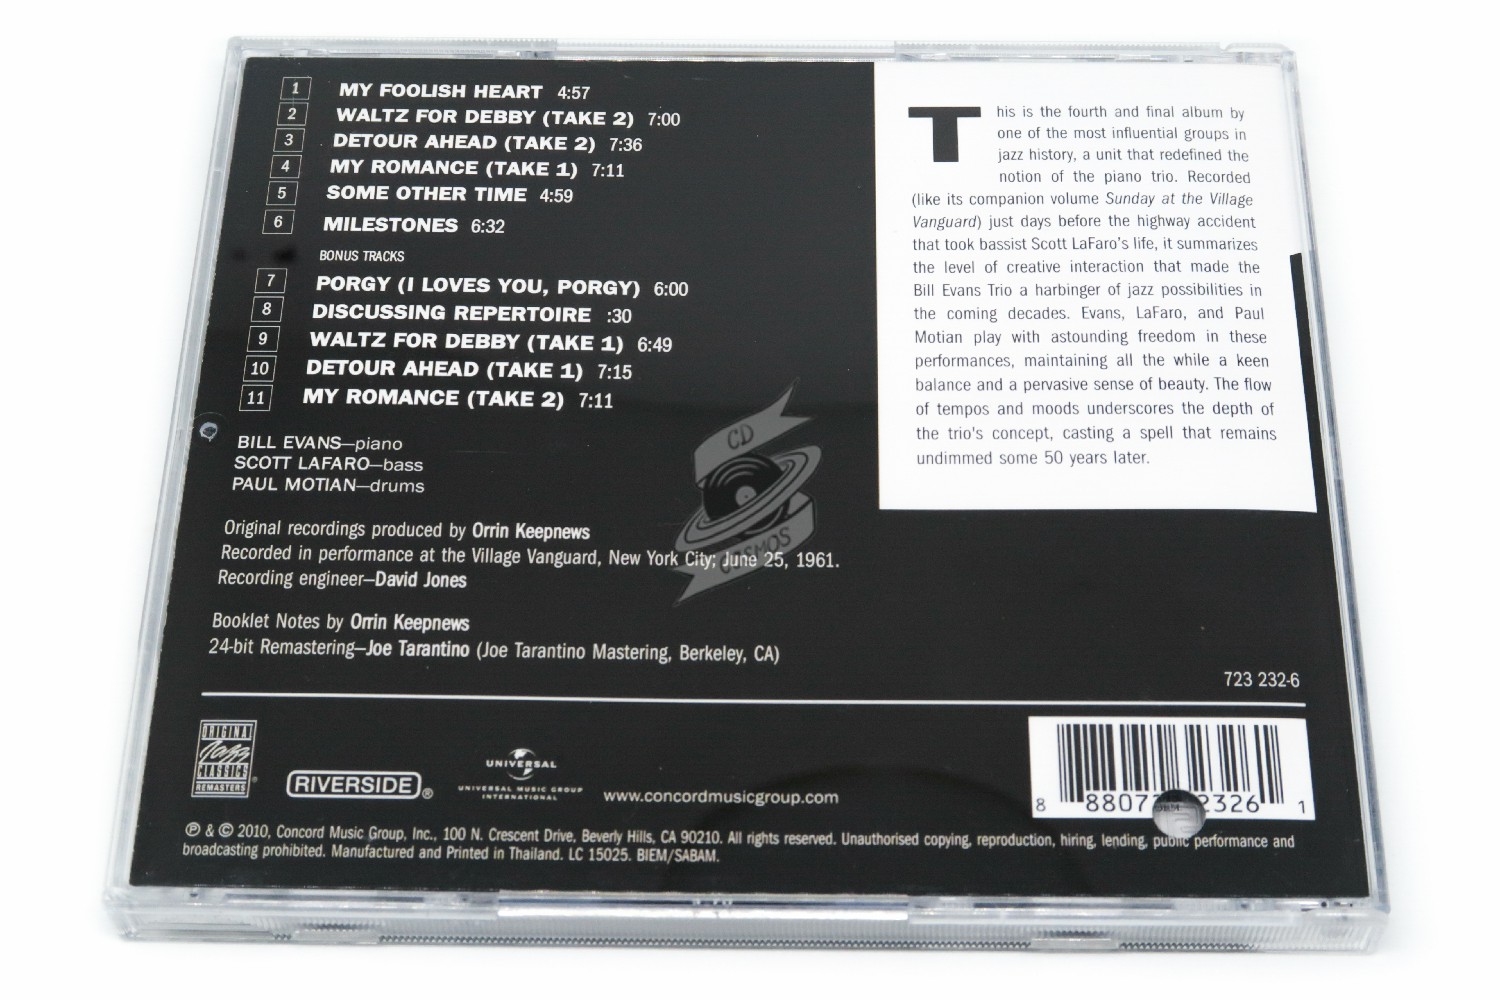 1 MY FOOLISH HEART 4:57
2 WALTZ FOR DEBBY (TAKE 2) 7:00
3 DETOUR AHEAD (TAKE 2) 7:36
4 MY ROMANCE (TAKE 1) 7:11
5 SOME OTHER TIME 4:59
6 MILESTONES 6:32
BONUS TRACKS
7 PORGY (I LOVES YOU, PORGY) 6:00
8 DISCUSSING REPERTOIRE :30
9 WALTZ FOR DEBBY (TAKE 1) 6:49
10 DETOUR AHEAD (TAKE 1) 7:15
11 MY ROMANCE (TAKE 2) 7:11
BILL EVANS—piano
SCOTT LAFARO—bass
PAUL MOTIAN—drums
Original recordings produced by Orrin Keepnews
Recorded in performance at the Village Vanguard, New York City; June 25, 1961.
Recording engineer—David Jones
Booklet Notes by Orrin Keepnews
24-bit Remastering—Joe Tarantino (Joe Tarantino Mastering, Berkeley, CA)
This is the fourth and final album by
one of the most influential groups in
jazz history, a unit that redefined the
notion of the piano trio. Recorded
(like its companion volume Sunday at the Village
Vanguard) just days before the highway accident
that took bassist Scott LaFaro's life, it summarizes
the level of creative interaction that made the
Bill Evans Trio a harbinger of jazz possibilities in
the coming decades. Evans, LaFaro, and Paul
Motian play with astounding freedom in these
performances, maintaining all the while a keen
balance and a pervasive sense of beauty. The flow
of tempos and moods underscores the depth of
the trio's concept, casting a spell that remains
undimmed some 50 years later.
CD
COSMOS
723 232-6
ORIGINAL
Jazz
CLASSICS
REMASTERS
RIVERSIDE®
UNIVERSAL
UNIVERSAL MUSIC GROUP
INTERNATIONAL
www.concordmusicgroup.com
8 88072 2326 1
℗ & © 2010, Concord Music Group, Inc., 100 N. Crescent Drive, Beverly Hills, CA 90210. All rights reserved. Unauthorised copying, reproduction, hiring, lending, public performance and
broadcasting prohibited. Manufactured and Printed in Thailand. LC 15025. BIEM/SABAM.